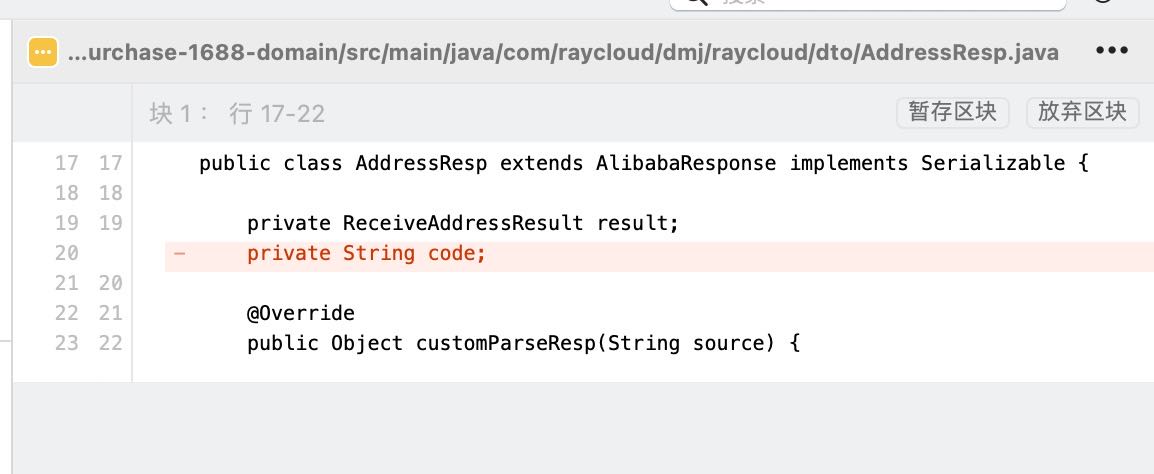 ...urchase-1688-domain/src/main/java/com/raycloud/dmj/raycloud/dto/AddressResp.java
块 1： 行 17-22 暂存区块 放弃区块
17 17 public class AddressResp extends AlibabaResponse implements Serializable {
18 18
19 19 private ReceiveAddressResult result;
20 - private String code;
21 20
22 21 @Override
23 22 public Object customParseResp(String source) {